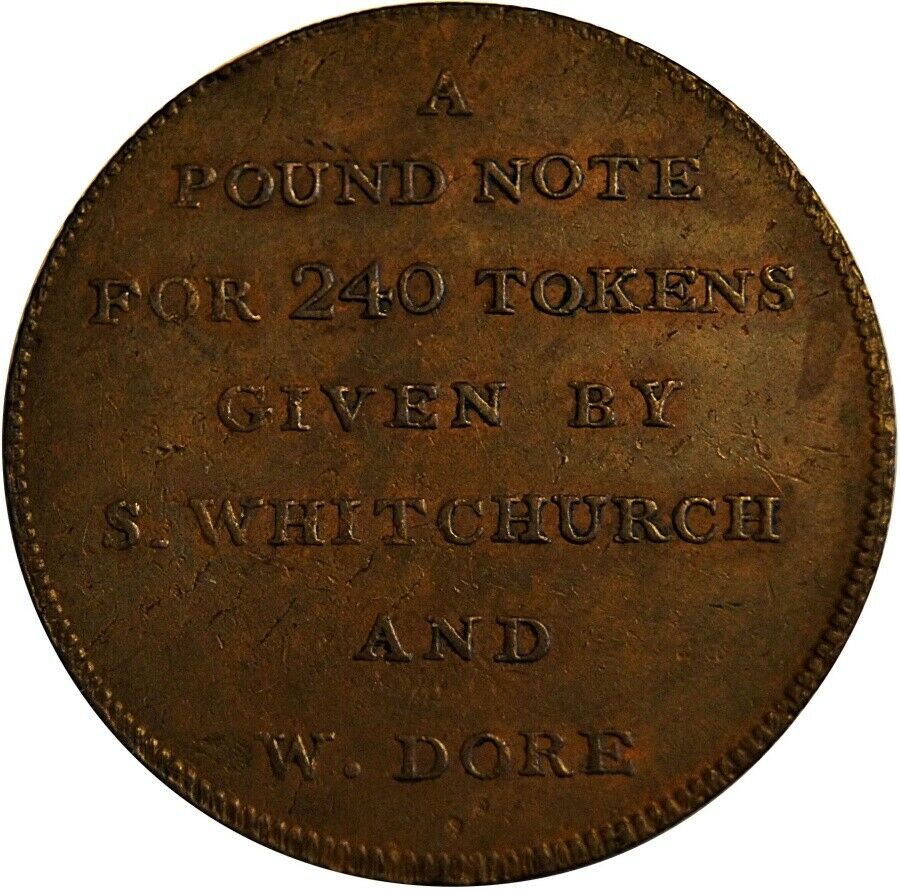 A
POUND NOTE
FOR 240 TOKENS
GIVEN BY
S. WHITCHURCH
AND
W. DORE